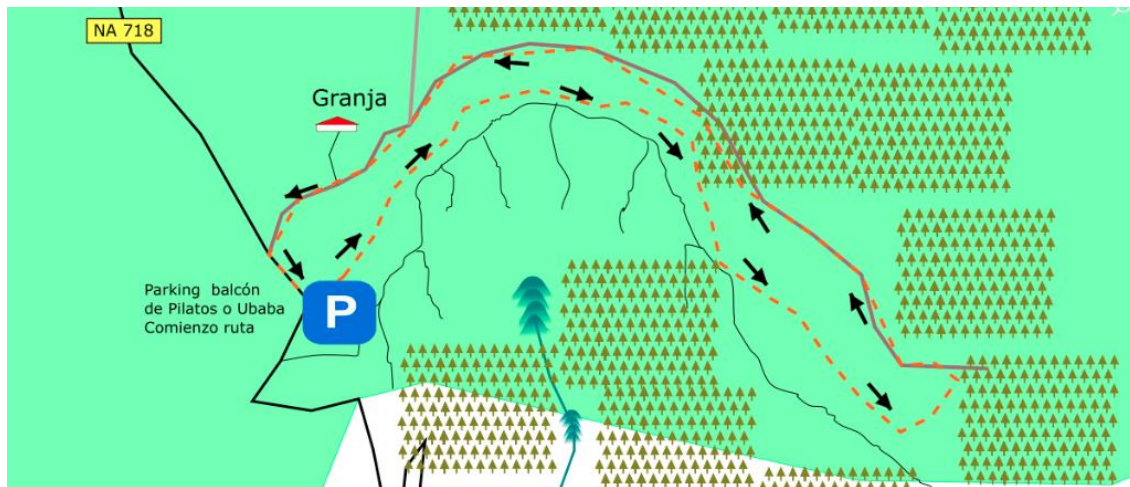 NA 718
Granja
Parking balcón
de Pilatos o Ubaba
Comienzo ruta
P